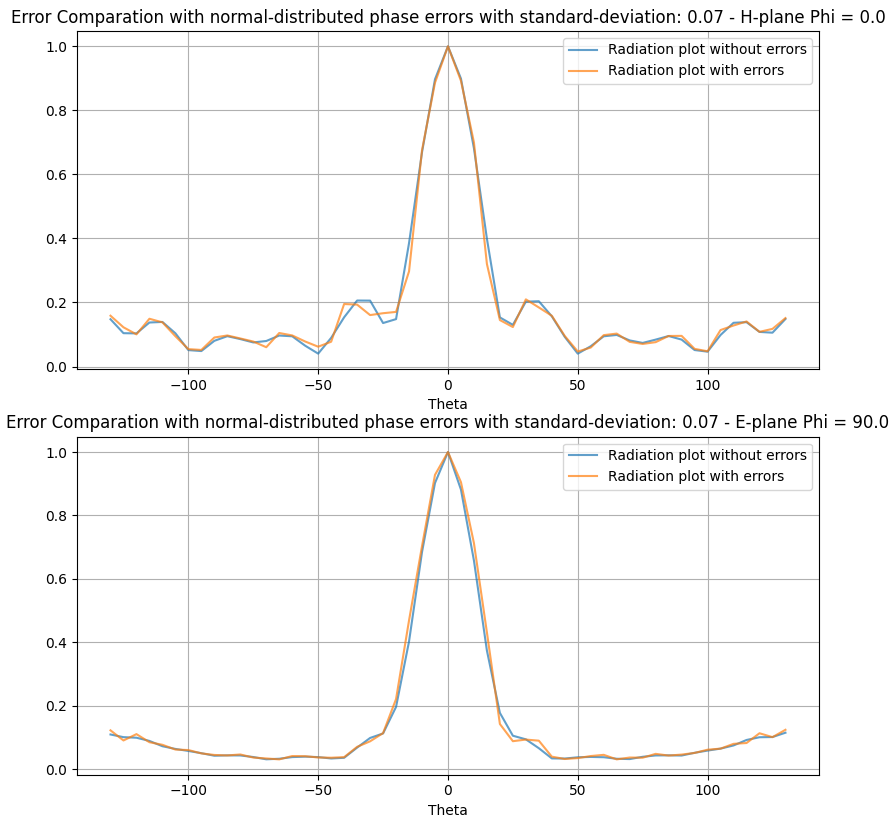 Error Comparation with normal-distributed phase errors with standard-deviation: 0.07 - H-plane Phi = 0.0
1.0
Radiation plot without errors
Radiation plot with errors
0.8
0.6
0.4
0.2
0.0
−100
−50
0
50
100
Theta
Error Comparation with normal-distributed phase errors with standard-deviation: 0.07 - E-plane Phi = 90.0
1.0
Radiation plot without errors
Radiation plot with errors
0.8
0.6
0.4
0.2
0.0
−100
−50
0
50
100
Theta